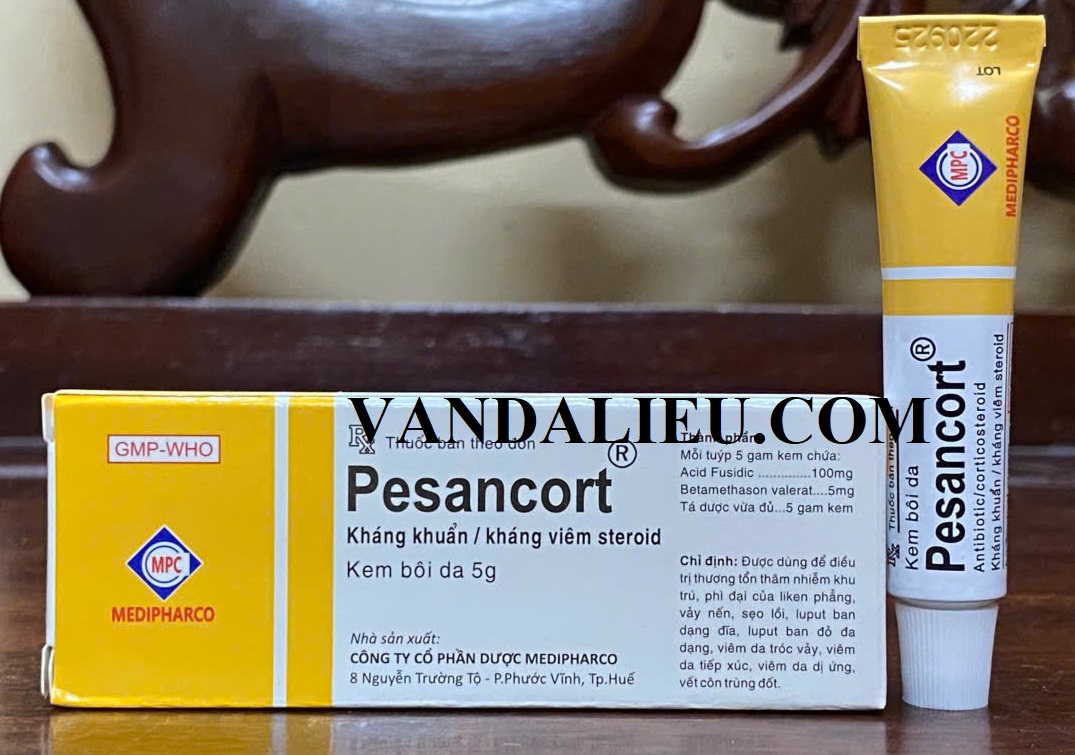 VANDALIEU.COM
GMP-WHO
MPC
MEDIPHARCO
Rx Thuốc bán theo đơn
Pesancort®
Kháng khuẩn / kháng viêm steroid
Kem bôi da 5g
Nhà sản xuất:
CÔNG TY CỔ PHẦN DƯỢC MEDIPHARCO
8 Nguyễn Trường Tộ - P.Phước Vĩnh, Tp.Huế
Thành phần:
Mỗi tuýp 5 gam kem chứa:
Acid Fusidic ..............100mg
Betamethason valerat....5mg
Tá dược vừa đủ...5 gam kem
Chỉ định: Được dùng để điều
trị thương tổn thâm nhiễm khu
trú, phì đại của liken phẳng,
vảy nến, sẹo lồi, luput ban
dạng đĩa, luput ban đỏ đa
dạng, viêm da tróc vảy, viêm
da tiếp xúc, viêm da dị ứng,
vết côn trùng đốt.
220925
LOT
MPC
MEDIPHARCO
Rx Thuốc bán theo
Kem bôi da
Pesancort®
Antibiotic/corticosteroid
Kháng khuẩn / kháng viêm steroid